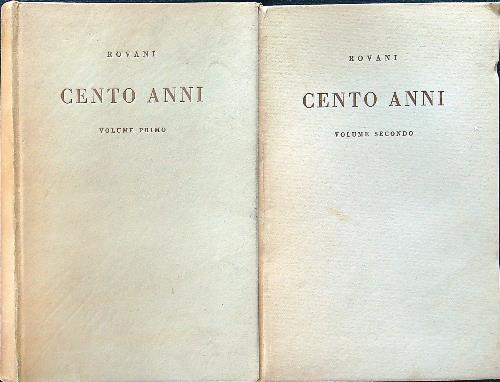 ROVANI
CENTO ANNI
VOLUME PRIMO
ROVANI
CENTO ANNI
VOLUME SECONDO